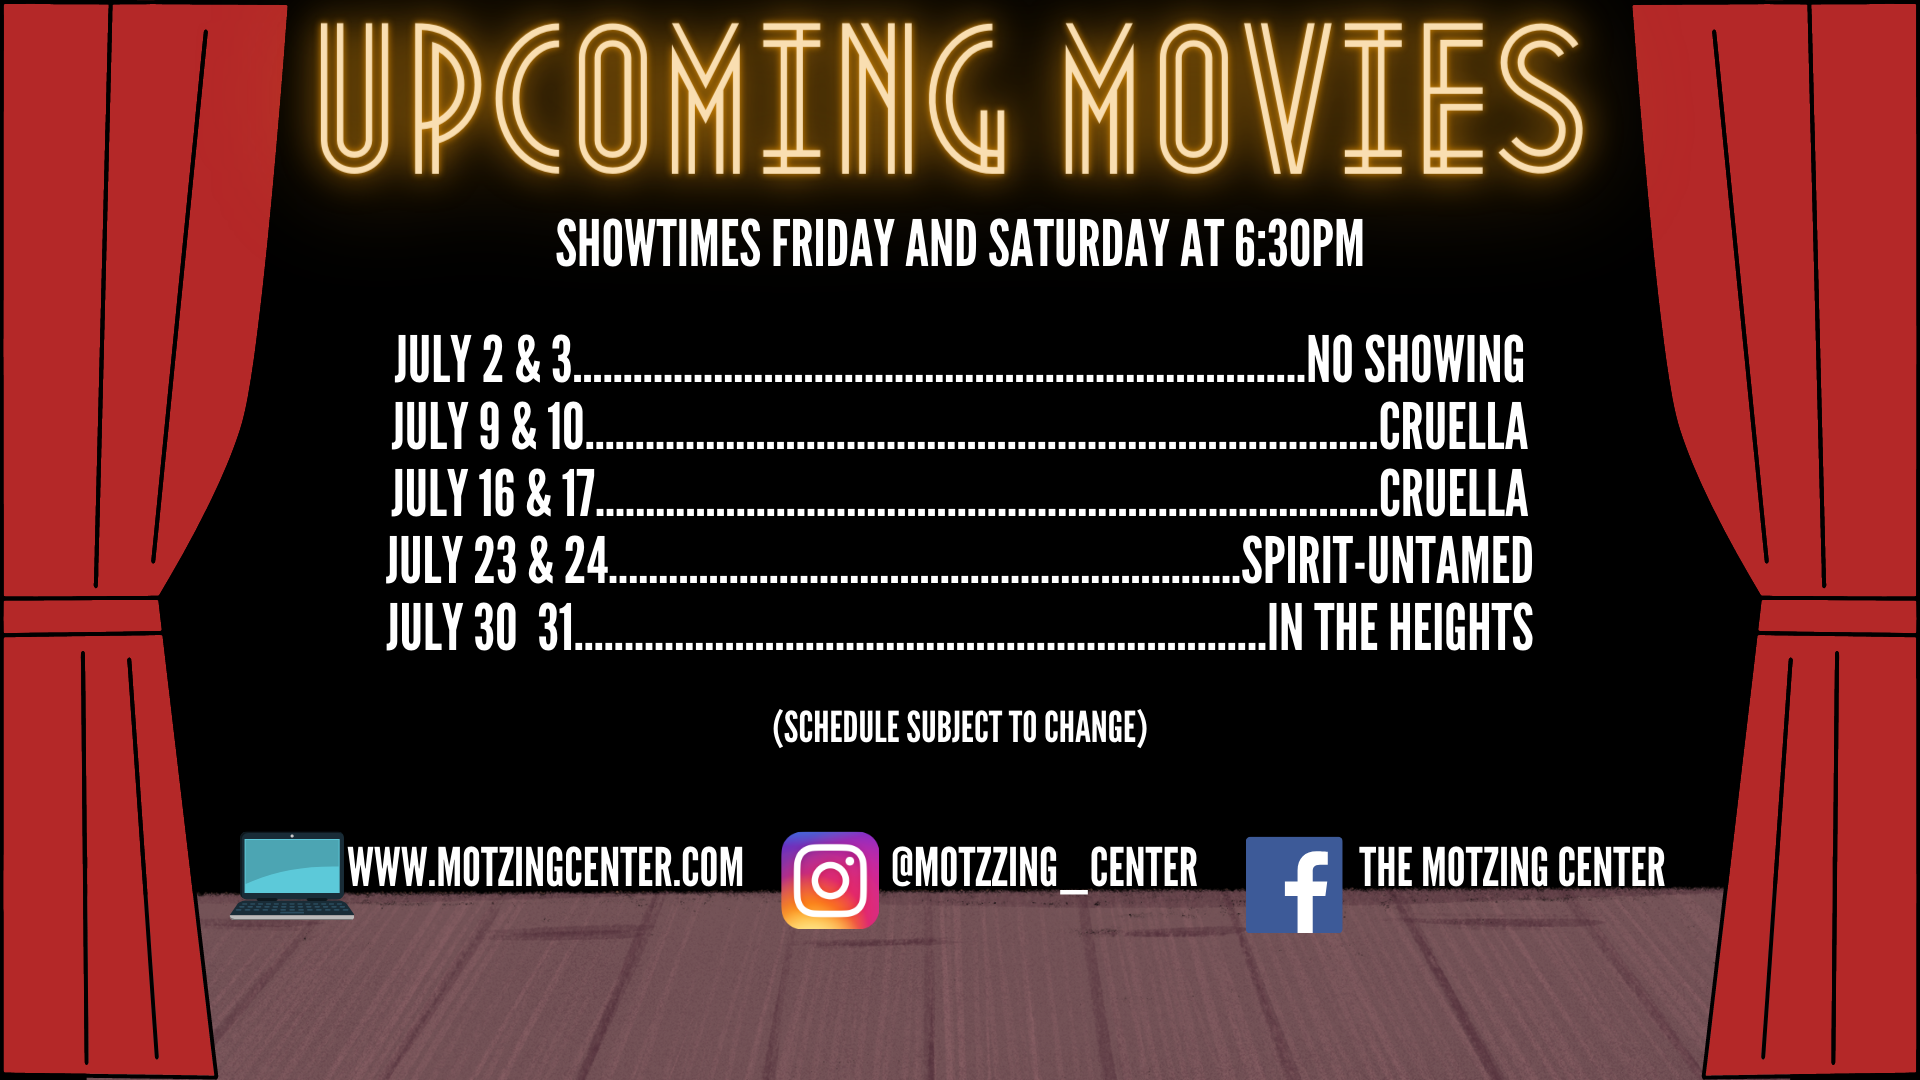 UPCOMING MOVIES
SHOWTIMES FRIDAY AND SATURDAY AT 6:30PM
JULY 2 & 3.........................................................................NO SHOWING
JULY 9 & 10...............................................................................CRUELLA
JULY 16 & 17..............................................................................CRUELLA
JULY 23 & 24...............................................................SPIRIT-UNTAMED
JULY 30  31.....................................................................IN THE HEIGHTS
(SCHEDULE SUBJECT TO CHANGE)
WWW.MOTZINGCENTER.COM @MOTZZING_CENTER THE MOTZING CENTER